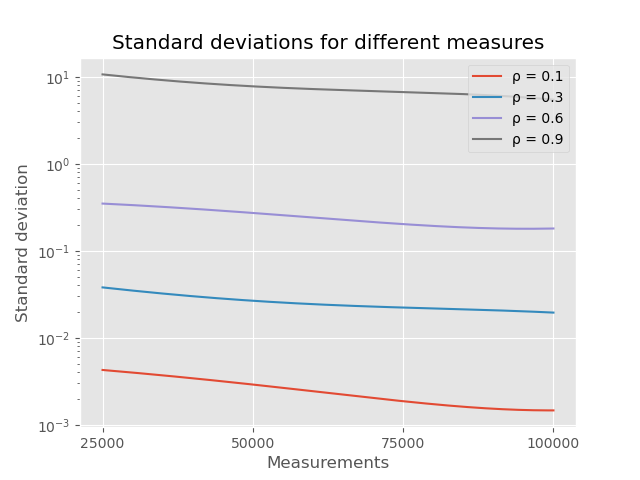 Standard deviations for different measures
ρ = 0.1
ρ = 0.3
ρ = 0.6
ρ = 0.9
Standard deviation
10¹
10⁰
10⁻¹
10⁻²
10⁻³
25000 50000 75000 100000
Measurements